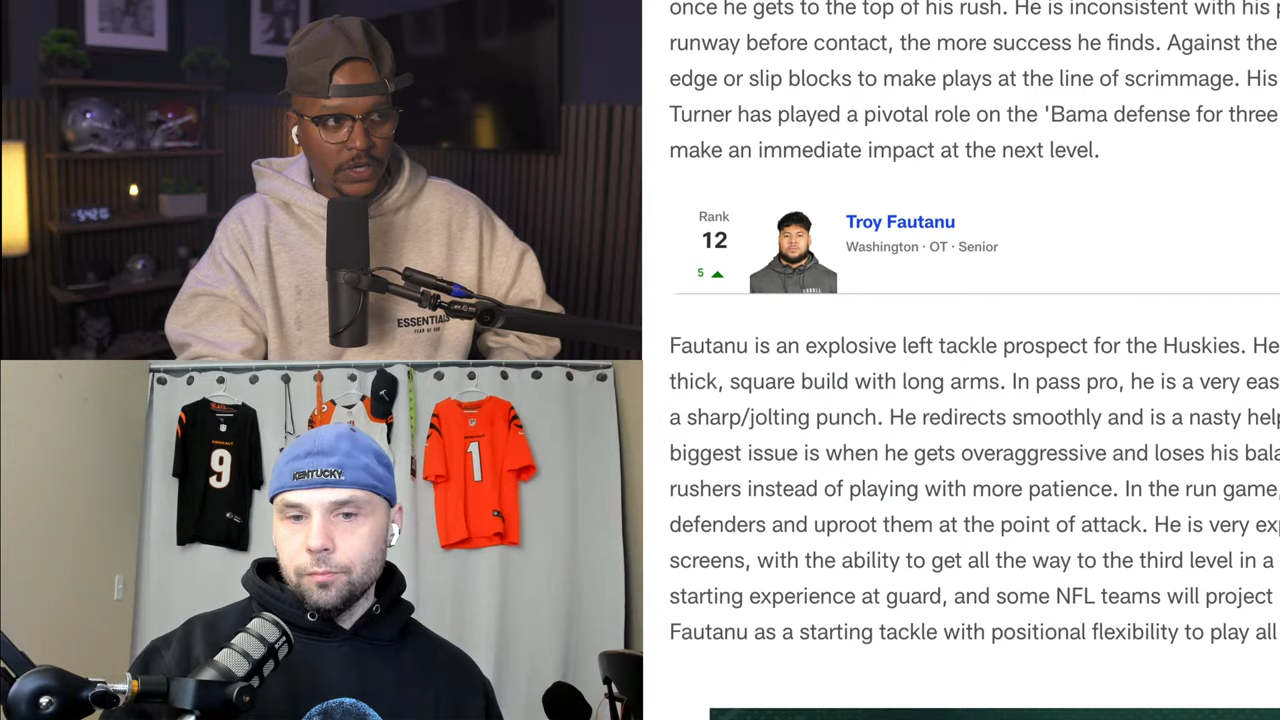 once he gets to the top of his rush. He is inconsistent with his
runway before contact, the more success he finds. Against the
edge or slip blocks to make plays at the line of scrimmage. His
Turner has played a pivotal role on the 'Bama defense for three
make an immediate impact at the next level.
Rank
12
5
Troy Fautanu
Washington · OT · Senior
Fautanu is an explosive left tackle prospect for the Huskies. He
thick, square build with long arms. In pass pro, he is a very eas
a sharp/jolting punch. He redirects smoothly and is a nasty help
biggest issue is when he gets overaggressive and loses his bala
rushers instead of playing with more patience. In the run game,
defenders and uproot them at the point of attack. He is very exp
screens, with the ability to get all the way to the third level in a
starting experience at guard, and some NFL teams will project
Fautanu as a starting tackle with positional flexibility to play all
ESSENTIALS
FEAR OF GOD
9
1
KENTUCKY